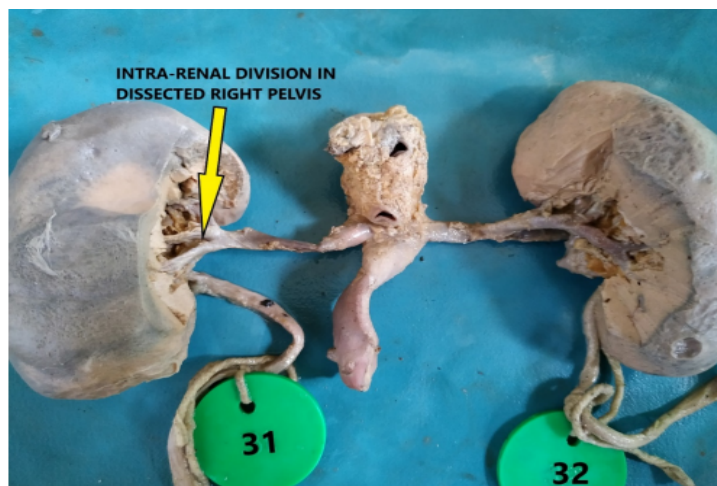 INTRA-RENAL DIVISION IN
DISSECTED RIGHT PELVIS
31
32